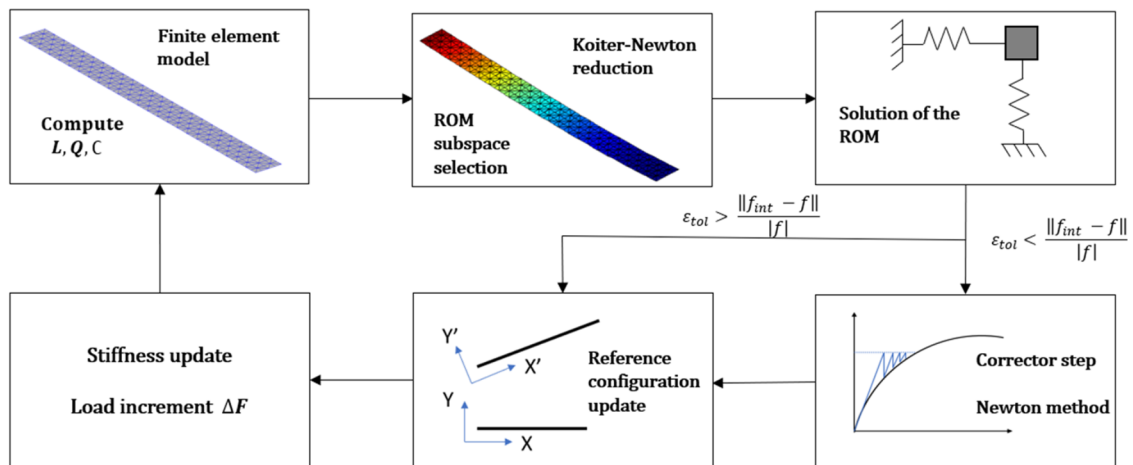 Finite element
model
Compute
L, Q, C
Koiter-Newton
reduction
ROM
subspace
selection
Solution of the
ROM
ε_tol > ‖f_int − f‖ / |f|
ε_tol < ‖f_int − f‖ / |f|
Stiffness update
Load increment ΔF
Y'
X'
Y
X
Reference
configuration
update
Corrector step
Newton method